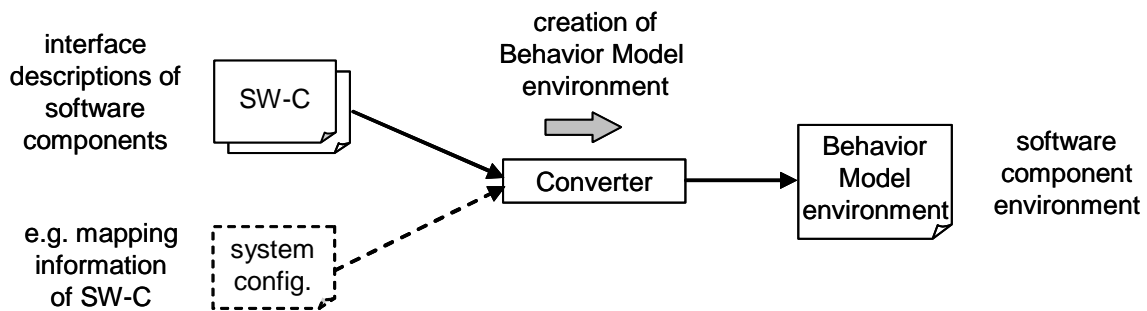 interface
descriptions of
software
components
SW-C
creation of
Behavior Model
environment
Converter
Behavior
Model
environment
software
component
environment
e.g. mapping
information
of SW-C
system
config.